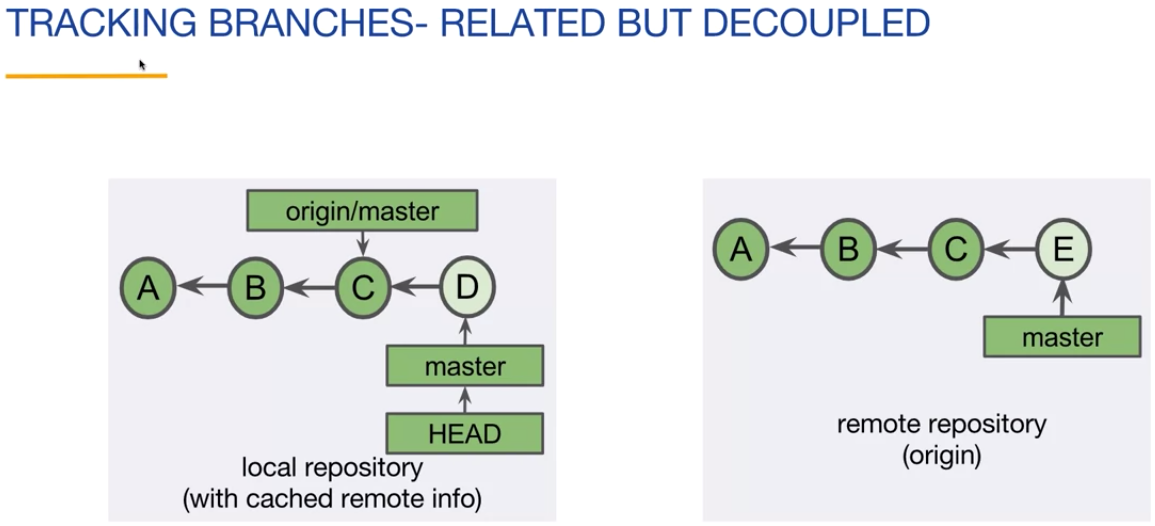 TRACKING BRANCHES- RELATED BUT DECOUPLED
origin/master
A
B
C
D
master
HEAD
local repository
(with cached remote info)
A
B
C
E
master
remote repository
(origin)